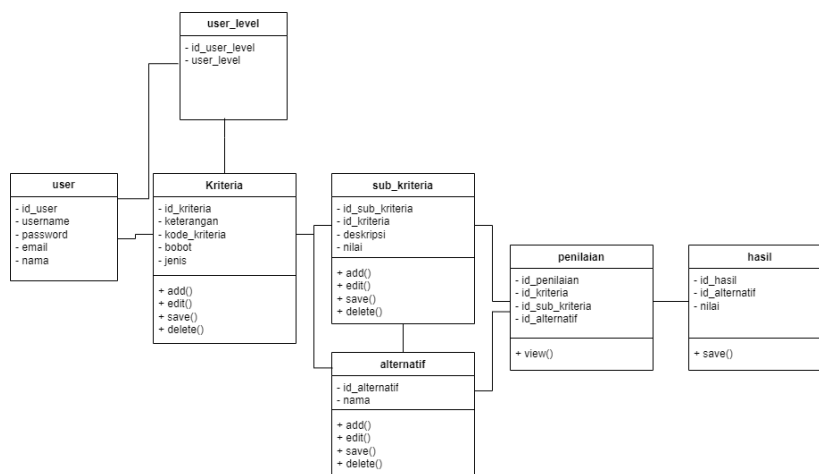 user_level
- id_user_level
- user_level
user
- id_user
- username
- password
- email
- nama
Kriteria
- id_kriteria
- keterangan
- kode_kriteria
- bobot
- jenis
+ add()
+ edit()
+ save()
+ delete()
sub_kriteria
- id_sub_kriteria
- id_kriteria
- deskripsi
- nilai
+ add()
+ edit()
+ save()
+ delete()
alternatif
- id_alternatif
- nama
+ add()
+ edit()
+ save()
+ delete()
penilaian
- id_penilaian
- id_kriteria
- id_sub_kriteria
- id_alternatif
+ view()
hasil
- id_hasil
- id_alternatif
- nilai
+ save()